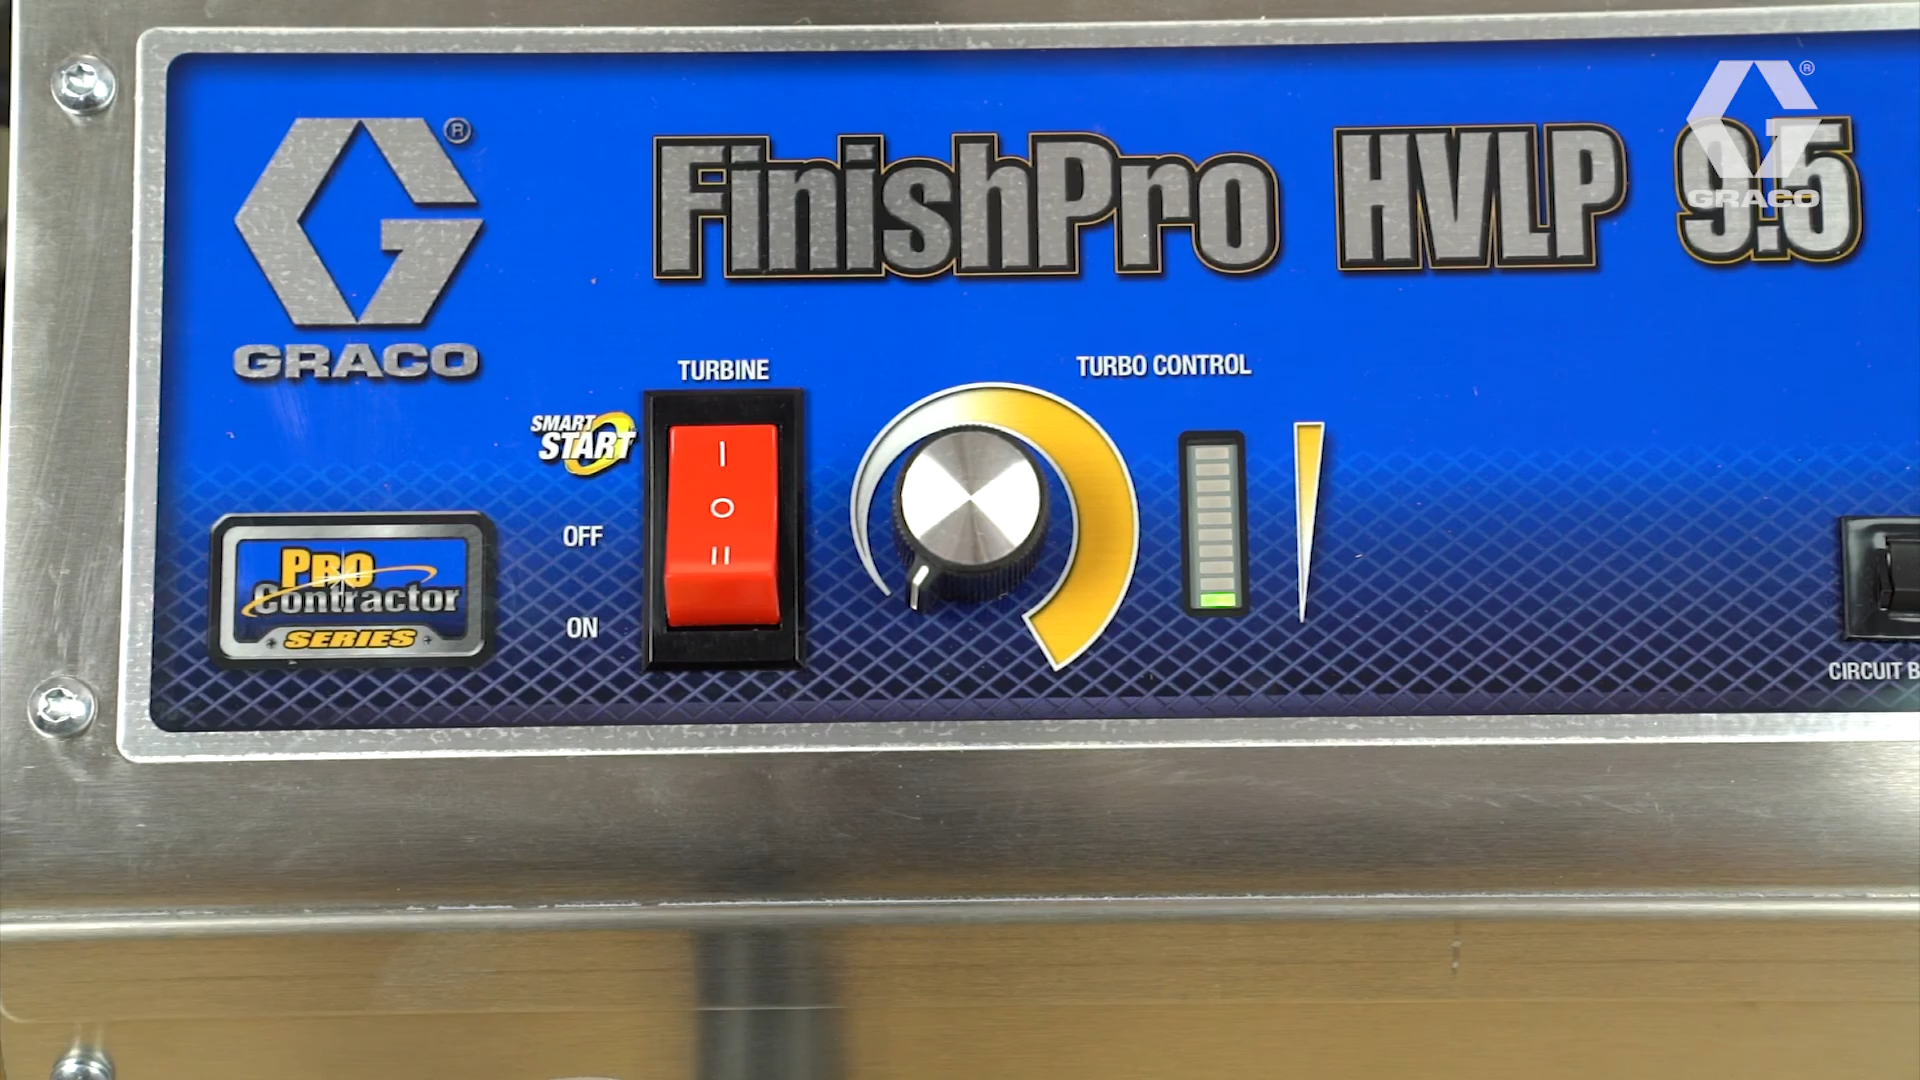 FinishPro HVLP 9.5
GRACO
GRACO
TURBINE
TURBO CONTROL
SMART
START
I
O
II
OFF
ON
PRO
Contractor
SERIES
CIRCUIT B